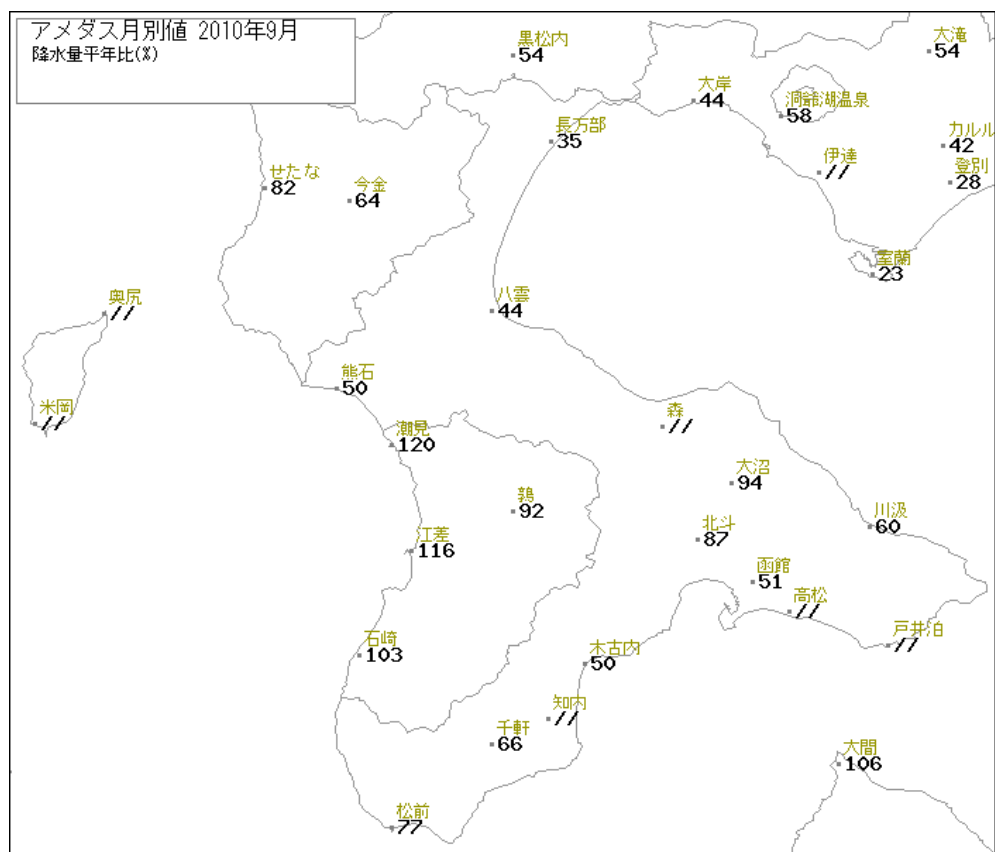 アメダス月別値 2010年9月
降水量平年比(%)
黒松内
54
大滝
54
大岸
44
洞爺湖温泉
58
長万部
35
カルル
42
伊達
//
登別
28
せたな
82
今金
64
室蘭
23
奥尻
//
八雲
44
熊石
50
米岡
//
潮見
120
森
//
大沼
94
鶉
92
川汲
60
北斗
87
江差
116
函館
51
高松
//
戸井泊
//
石崎
103
木古内
50
知内
//
千軒
66
大間
106
松前
77